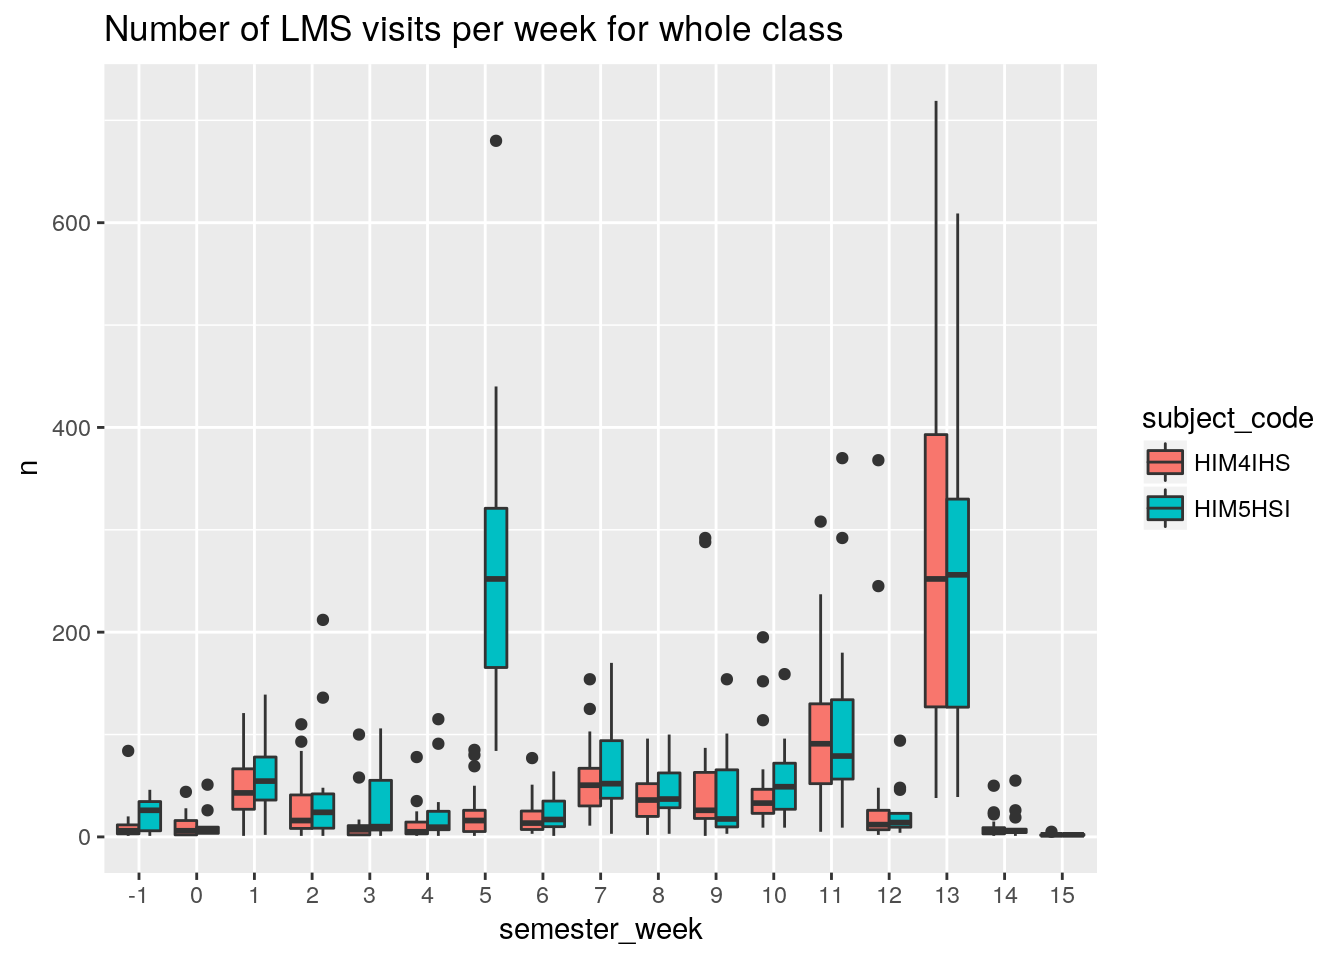 Number of LMS visits per week for whole class
600
400
200
0
n
-1 0 1 2 3 4 5 6 7 8 9 10 11 12 13 14 15
semester_week
subject_code
HIM4IHS
HIM5HSI